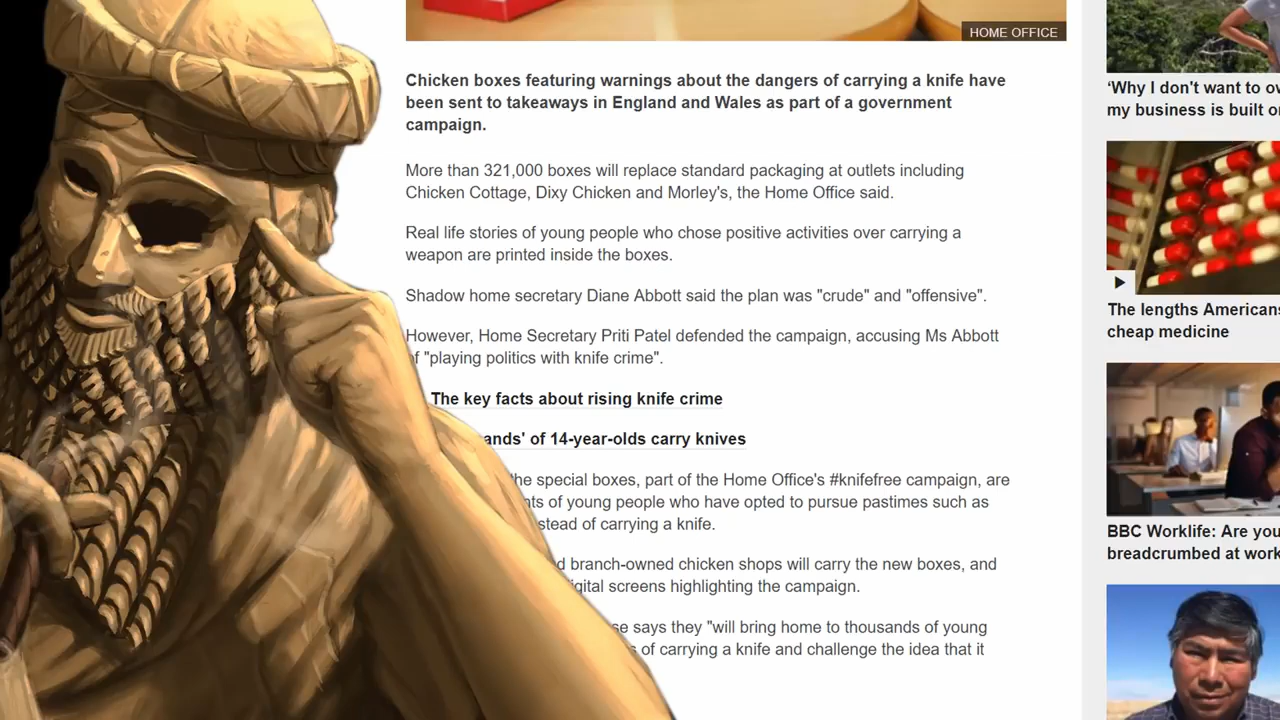 HOME OFFICE
Chicken boxes featuring warnings about the dangers of carrying a knife have
been sent to takeaways in England and Wales as part of a government
campaign.
More than 321,000 boxes will replace standard packaging at outlets including
Chicken Cottage, Dixy Chicken and Morley's, the Home Office said.
Real life stories of young people who chose positive activities over carrying a
weapon are printed inside the boxes.
Shadow home secretary Diane Abbott said the plan was "crude" and "offensive".
However, Home Secretary Priti Patel defended the campaign, accusing Ms Abbott
of "playing politics with knife crime".
The key facts about rising knife crime
ands' of 14-year-olds carry knives
the special boxes, part of the Home Office's #knifefree campaign, are
nts of young people who have opted to pursue pastimes such as
stead of carrying a knife.
d branch-owned chicken shops will carry the new boxes, and
igital screens highlighting the campaign.
se says they "will bring home to thousands of young
s of carrying a knife and challenge the idea that it
'Why I don't want to ow
my business is built o
The lengths Americans
cheap medicine
BBC Worklife: Are you
breadcrumbed at work